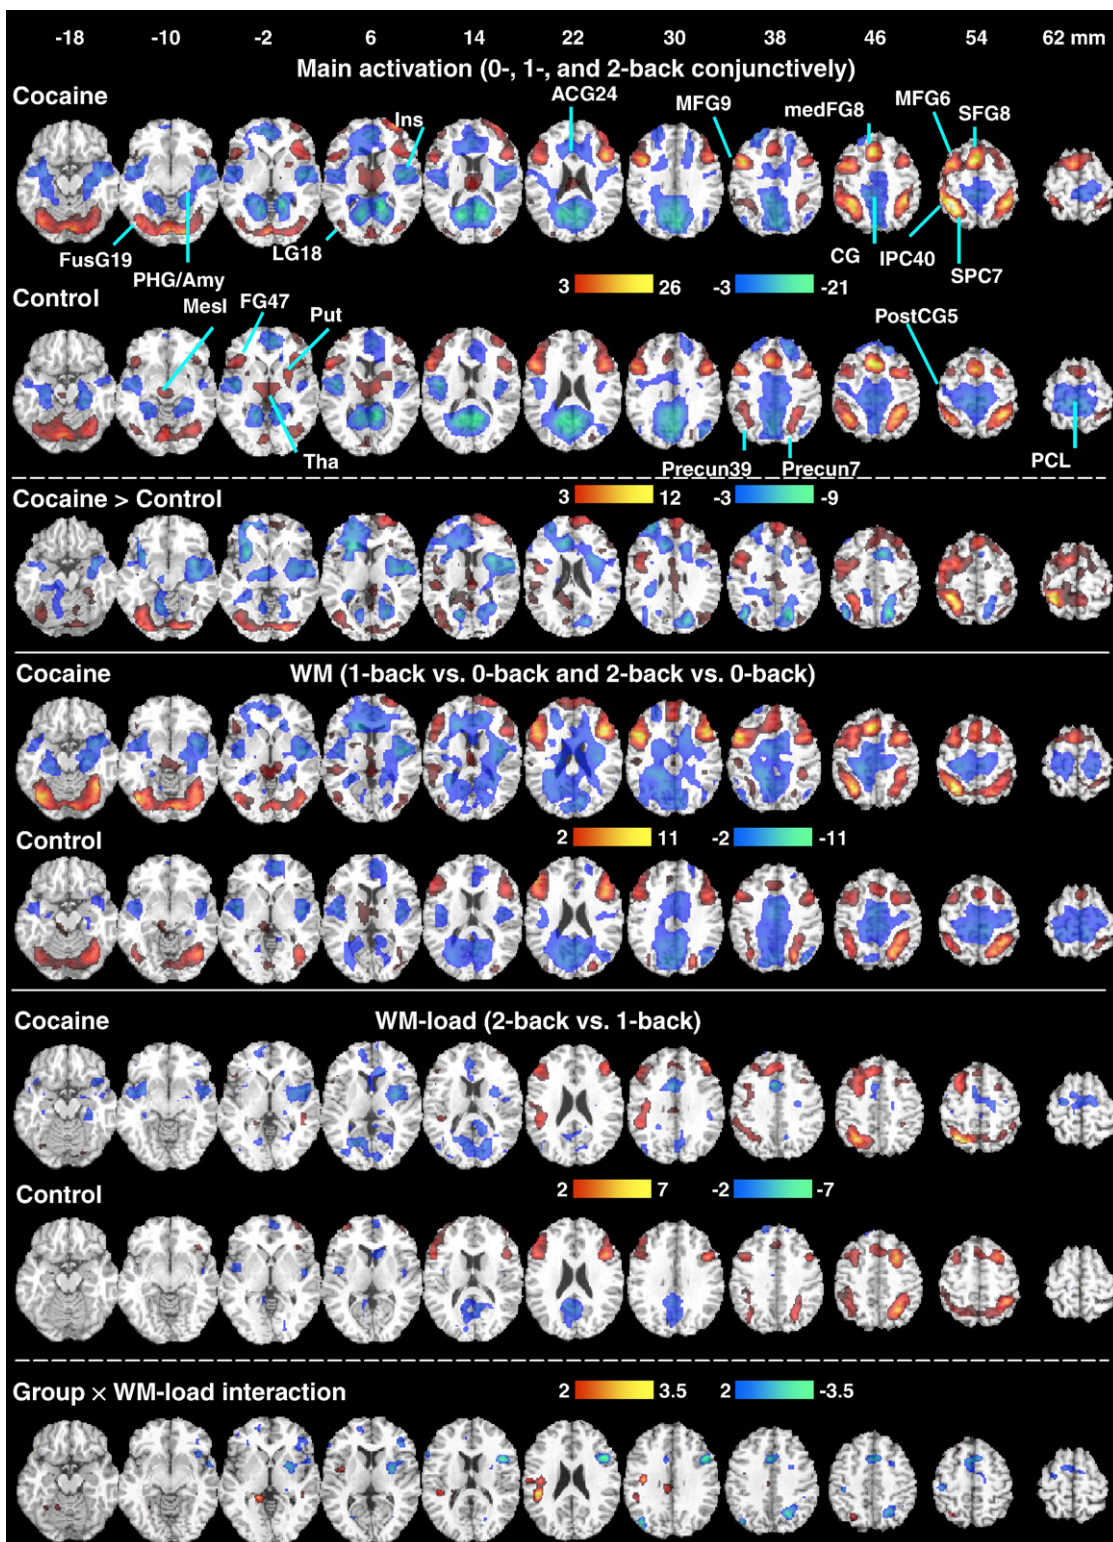 -18 -10 -2 6 14 22 30 38 46 54 62 mm
Main activation (0-, 1-, and 2-back conjunctively)
Cocaine
ACG24
MFG9
medFG8
MFG6
SFG8
Ins
FusG19
PHG/Amy
LG18
CG
IPC40
SPC7
3 26 -3 -21
Control
MesI
FG47
Put
PostCG5
Tha
Precun39
Precun7
PCL
Cocaine > Control
3 12 -3 -9
Cocaine
WM (1-back vs. 0-back and 2-back vs. 0-back)
Control
2 11 -2 -11
Cocaine
WM-load (2-back vs. 1-back)
Control
2 7 -2 -7
Group × WM-load interaction
2 3.5 2 -3.5